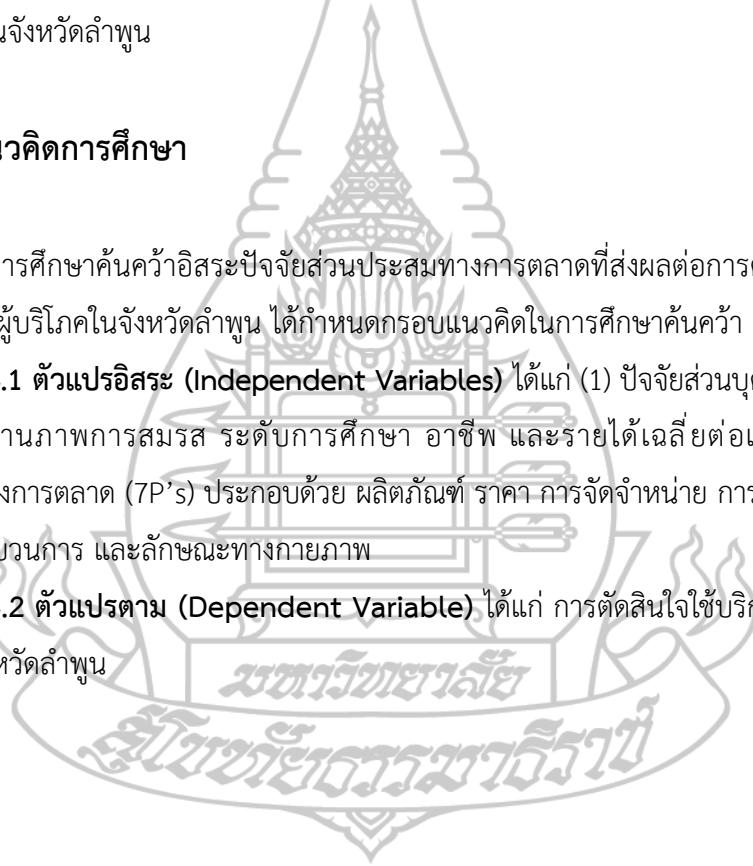 นจังหวัดลำพูน
นวคิดการศึกษา
ารศึกษาค้นคว้าอิสระปัจจัยส่วนประสมทางการตลาดที่ส่งผลต่อการต
ผู้บริโภคในจังหวัดลำพูน ได้กำหนดกรอบแนวคิดในการศึกษาค้นคว้า
.1 ตัวแปรอิสระ (Independent Variables) ได้แก่ (1) ปัจจัยส่วนบุค
านภาพการสมรส ระดับการศึกษา อาชีพ และรายได้เฉลี่ยต่อเ
งการตลาด (7P's) ประกอบด้วย ผลิตภัณฑ์ ราคา การจัดจำหน่าย การ
บวนการ และลักษณะทางกายภาพ
.2 ตัวแปรตาม (Dependent Variable) ได้แก่ การตัดสินใจใช้บริก
หวัดลำพูน
มหาวิทยาลัย
สุโขทัยธรรมาธิราช